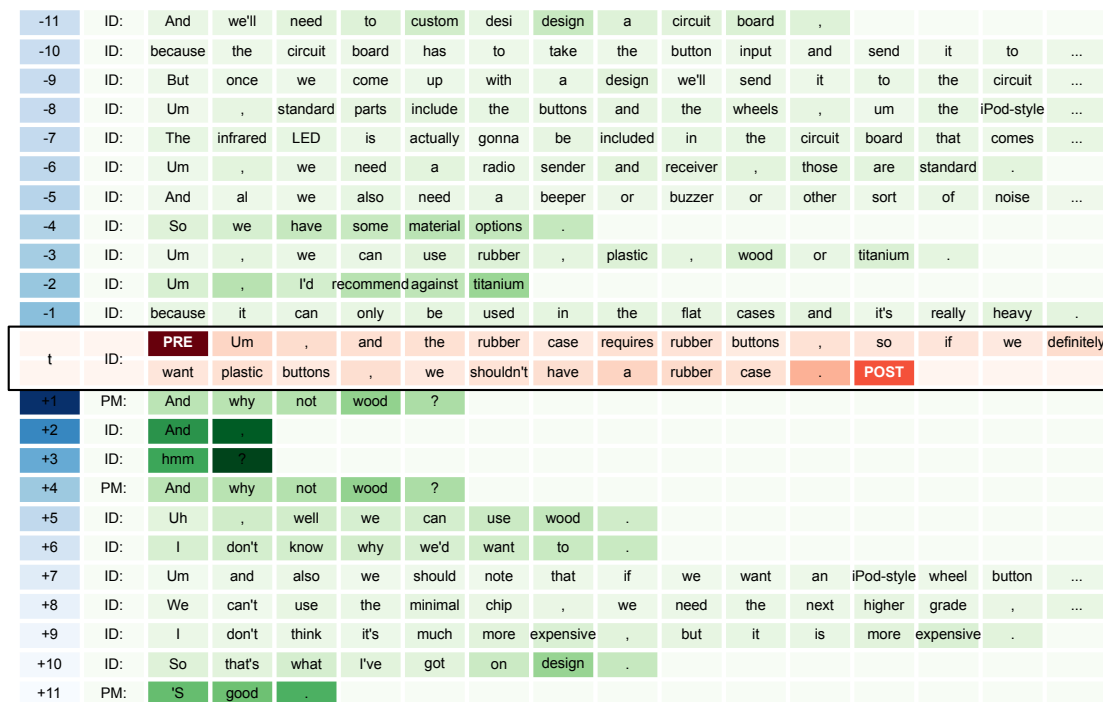 -11 ID: And we'll need to custom desi design a circuit board ,
-10 ID: because the circuit board has to take the button input and send it to ...
-9 ID: But once we come up with a design we'll send it to the circuit ...
-8 ID: Um , standard parts include the buttons and the wheels , um the iPod-style ...
-7 ID: The infrared LED is actually gonna be included in the circuit board that comes ...
-6 ID: Um , we need a radio sender and receiver , those are standard .
-5 ID: And al we also need a beeper or buzzer or other sort of noise ...
-4 ID: So we have some material options .
-3 ID: Um , we can use rubber , plastic , wood or titanium .
-2 ID: Um , I'd recommend against titanium
-1 ID: because it can only be used in the flat cases and it's really heavy .
t ID: PRE Um , and the rubber case requires rubber buttons , so if we definitely
want plastic buttons , we shouldn't have a rubber case . POST
+1 PM: And why not wood ?
+2 ID: And ,
+3 ID: hmm ?
+4 PM: And why not wood ?
+5 ID: Uh , well we can use wood .
+6 ID: I don't know why we'd want to .
+7 ID: Um and also we should note that if we want an iPod-style wheel button ...
+8 ID: We can't use the minimal chip , we need the next higher grade , ...
+9 ID: I don't think it's much more expensive , but it is more expensive .
+10 ID: So that's what I've got on design .
+11 PM: 'S good .